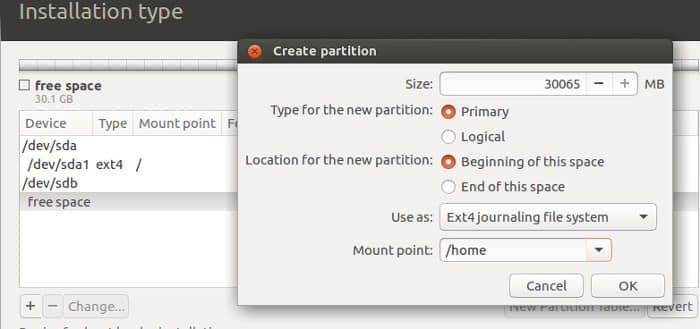 Installation type
Create partition
Size: 30065 − + MB
free space
30.1 GB
Type for the new partition: Primary
Logical
Device Type Mount point
Location for the new partition: Beginning of this space
End of this space
/dev/sda
/dev/sda1 ext4 /
/dev/sdb
free space
Use as: Ext4 journaling file system
Mount point: /home
Cancel OK
+ − Change... New Partition Table... Revert